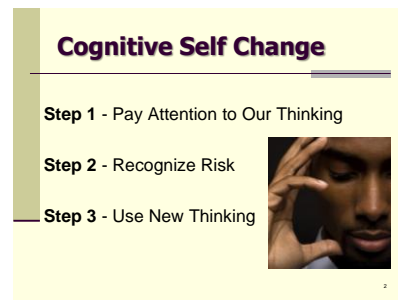 Cognitive Self Change
Step 1 - Pay Attention to Our Thinking
Step 2 - Recognize Risk
Step 3 - Use New Thinking
2